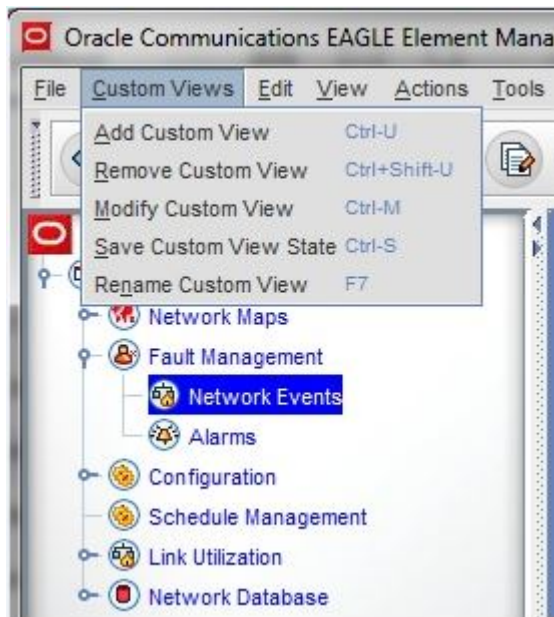 Oracle Communications EAGLE Element Mana
File Custom Views Edit View Actions Tools
Add Custom View Ctrl-U
Remove Custom View Ctrl+Shift-U
Modify Custom View Ctrl-M
Save Custom View State Ctrl-S
Rename Custom View F7
Network Maps
Fault Management
Network Events
Alarms
Configuration
Schedule Management
Link Utilization
Network Database